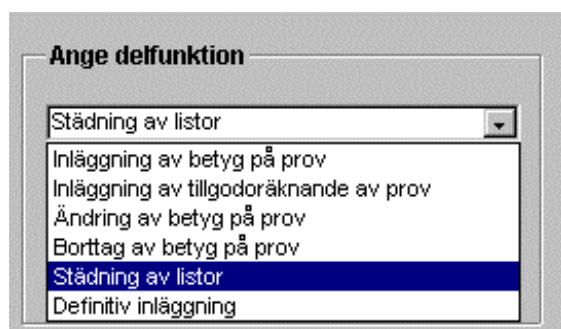 Ange delfunktion
Städning av listor
Inläggning av betyg på prov
Inläggning av tillgodoräknande av prov
Ändring av betyg på prov
Borttag av betyg på prov
Städning av listor
Definitiv inläggning